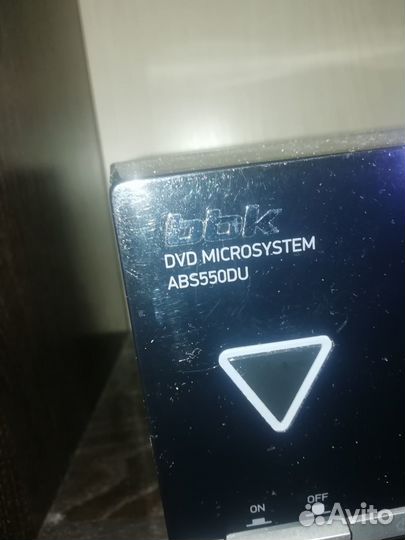 bbk
DVD MICROSYSTEM
ABS550DU
ON
OFF
Avito